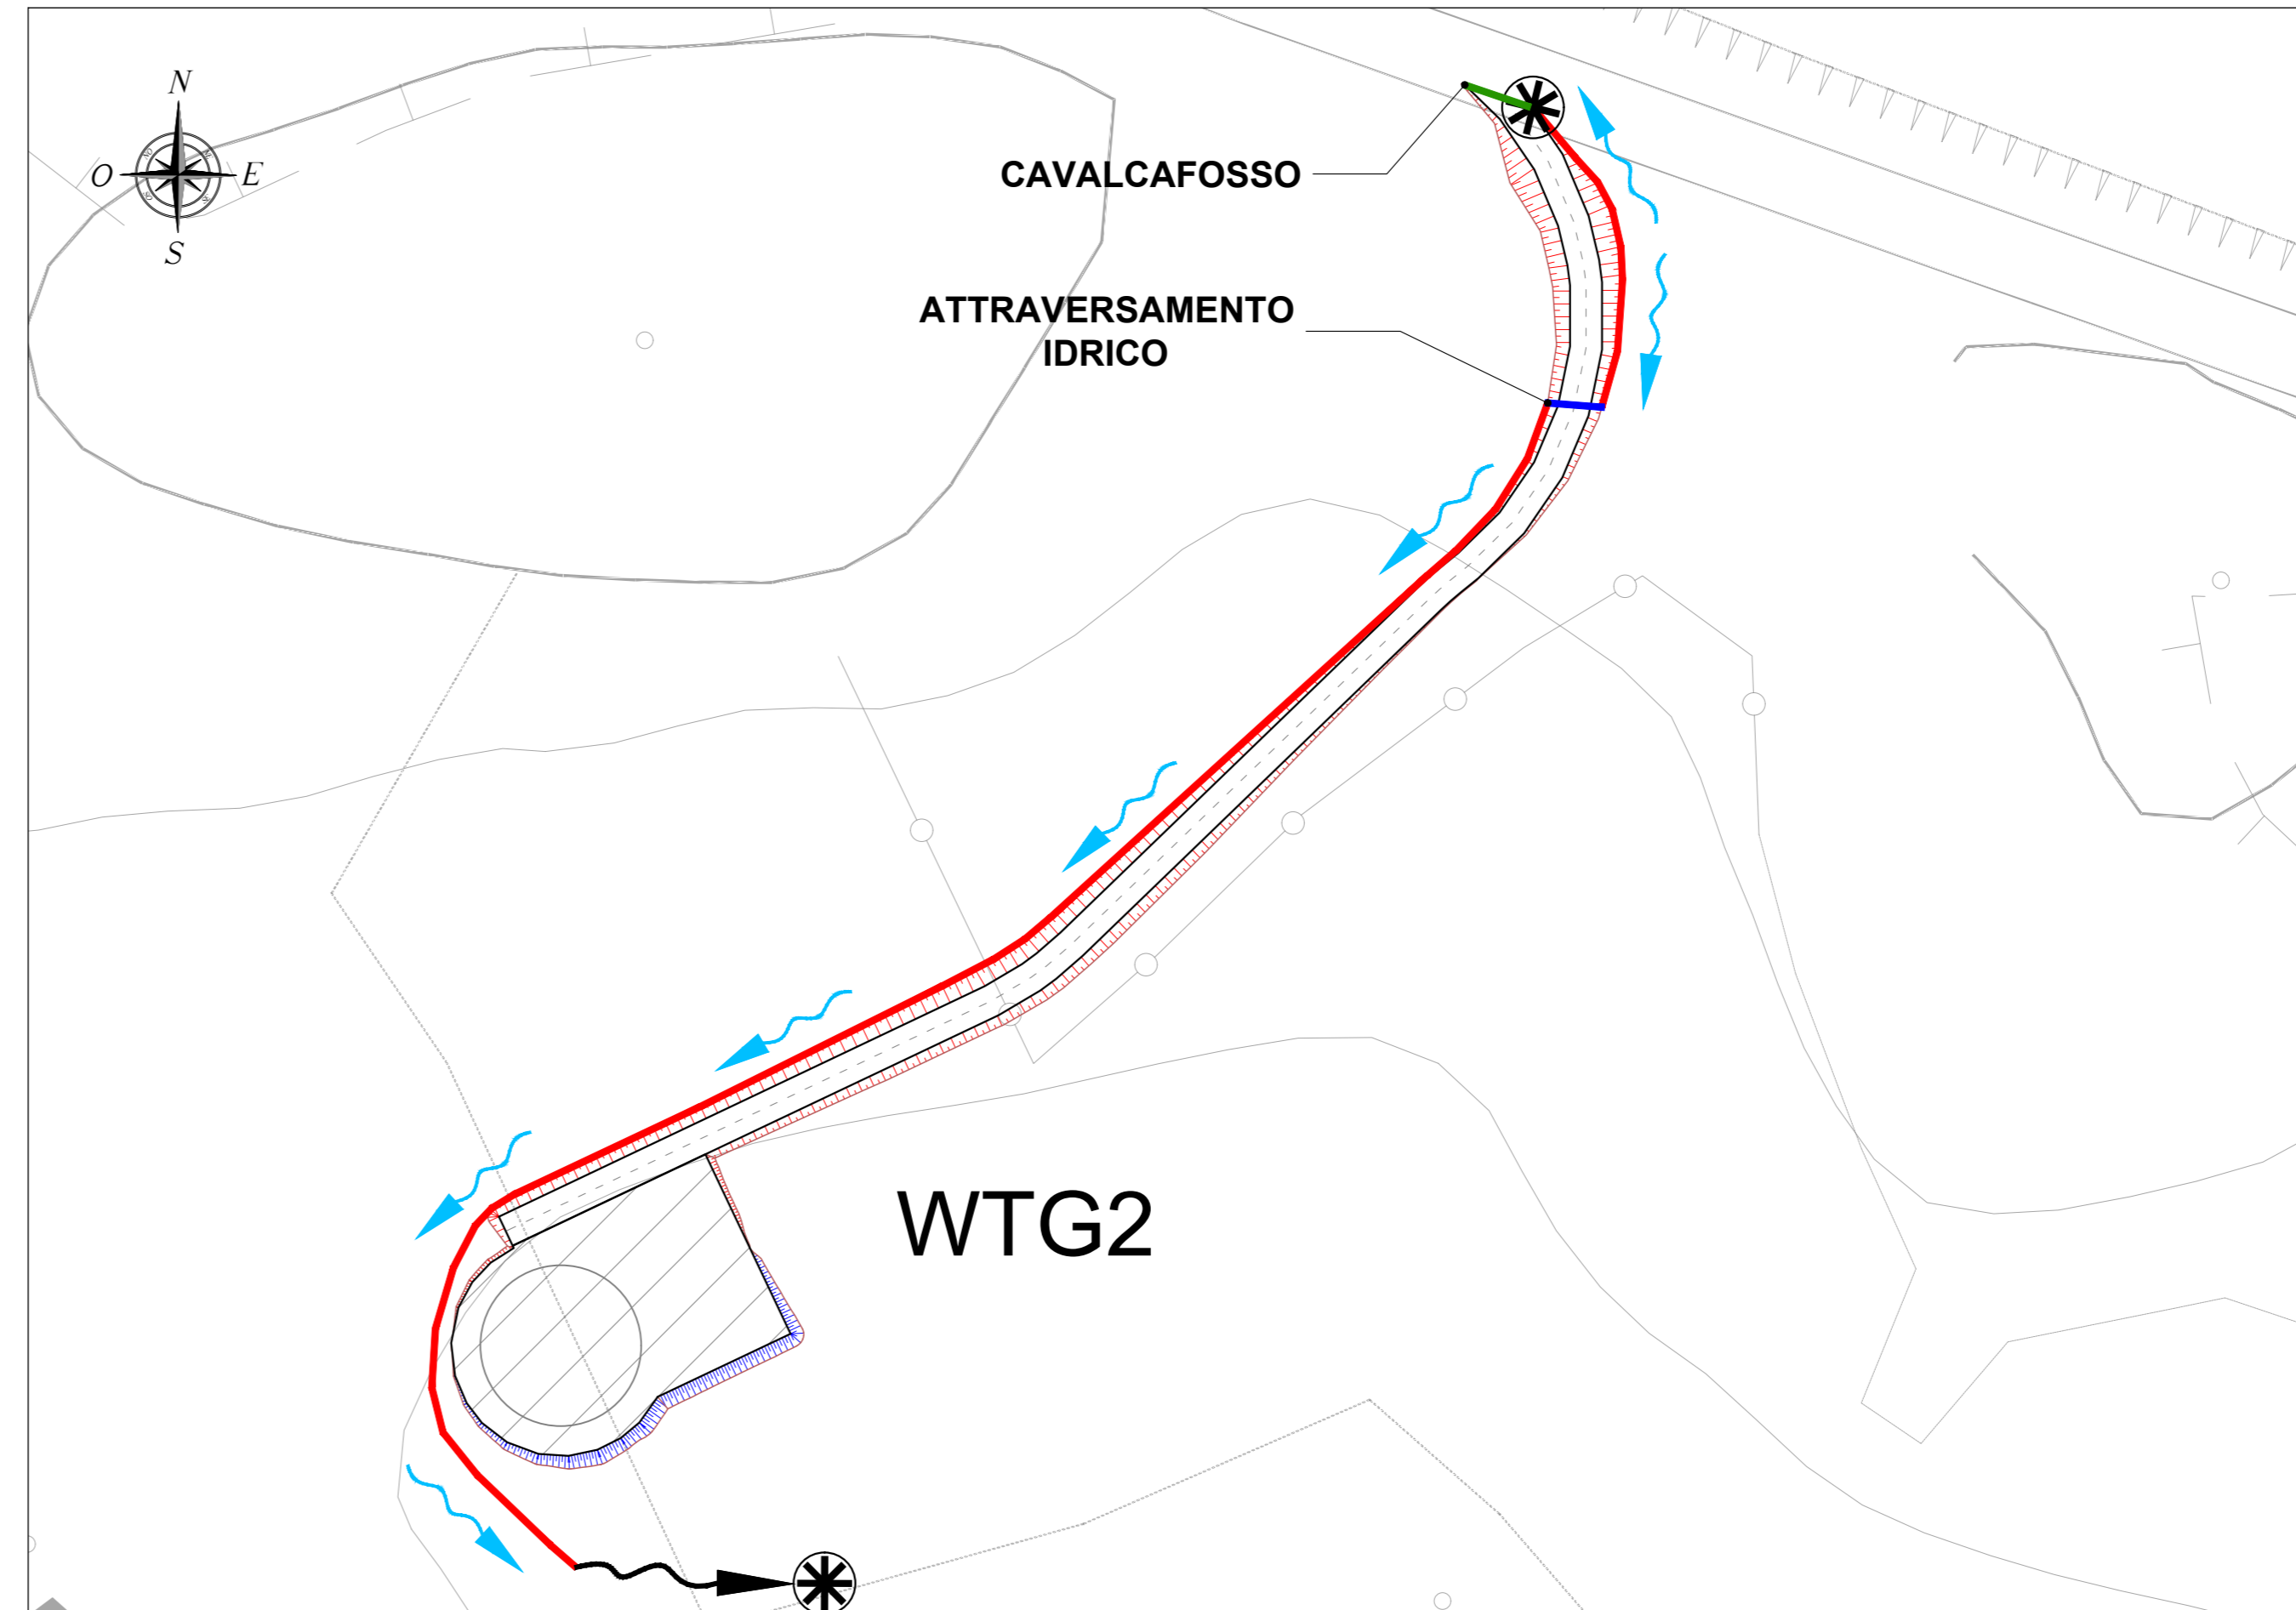 N
O
E
S
CAVALCAFOSSO
ATTRAVERSAMENTO
IDRICO
WTG2